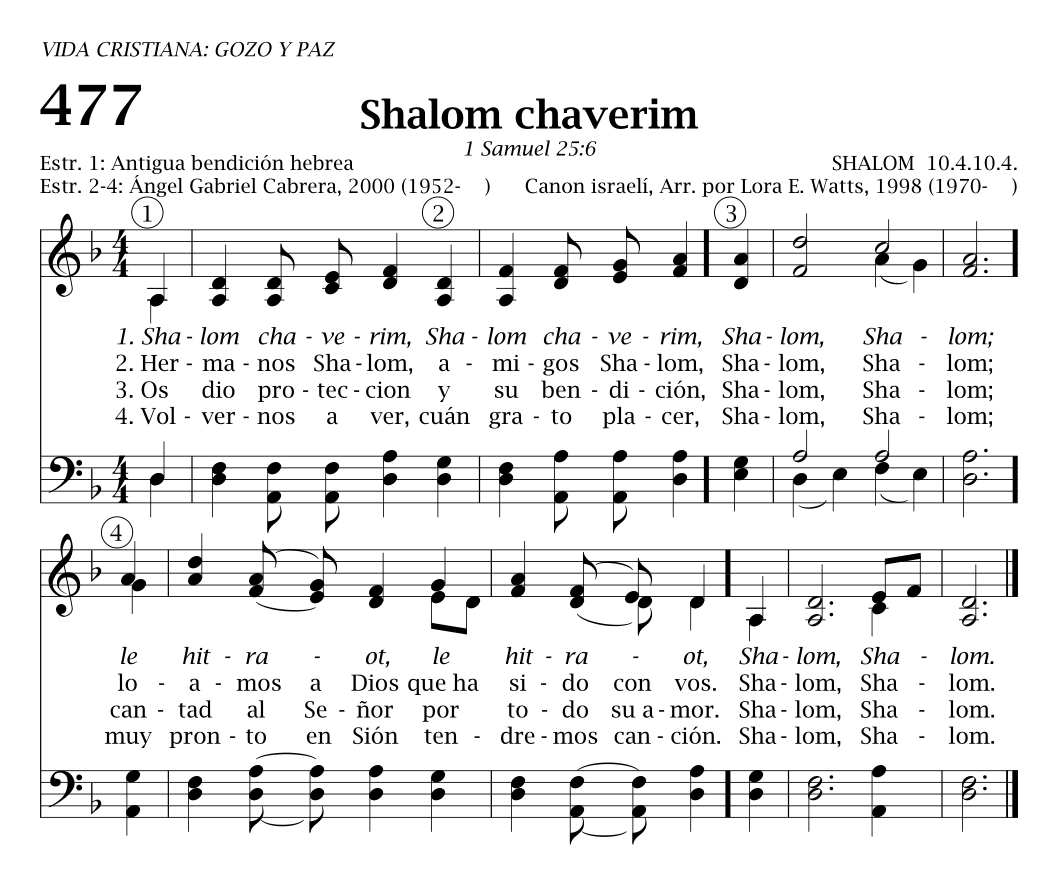 VIDA CRISTIANA: GOZO Y PAZ
477
Shalom chaverim
1 Samuel 25:6
Estr. 1: Antigua bendición hebrea
SHALOM 10.4.10.4.
Estr. 2-4: Ángel Gabriel Cabrera, 2000 (1952- )
Canon israelí, Arr. por Lora E. Watts, 1998 (1970- )
1 2 3
4 4
1. Sha - lom cha - ve - rim, Sha - lom cha - ve - rim, Sha - lom, Sha - lom;
2. Her - ma - nos Sha - lom, a - mi - gos Sha - lom, Sha - lom, Sha - lom;
3. Os dio pro - tec - cion y su ben - di - ción, Sha - lom, Sha - lom;
4. Vol - ver - nos a ver, cuán gra - to pla - cer, Sha - lom, Sha - lom;
4 4
4
le hit - ra - ot, le hit - ra - ot, Sha - lom, Sha - lom.
lo - a - mos a Dios que ha si - do con vos. Sha - lom, Sha - lom.
can - tad al Se - ñor por to - do su a - mor. Sha - lom, Sha - lom.
muy pron - to en Sión ten - dre - mos can - ción. Sha - lom, Sha - lom.